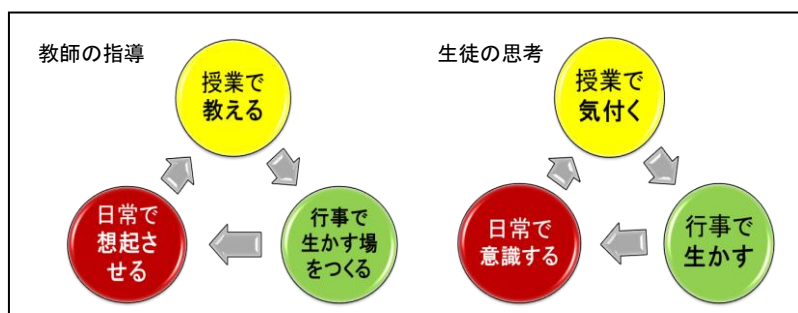 教師の指導
授業で
教える
行事で
生かす場
をつくる
日常で
想起さ
せる
生徒の思考
授業で
気付く
行事で
生かす
日常で
意識する